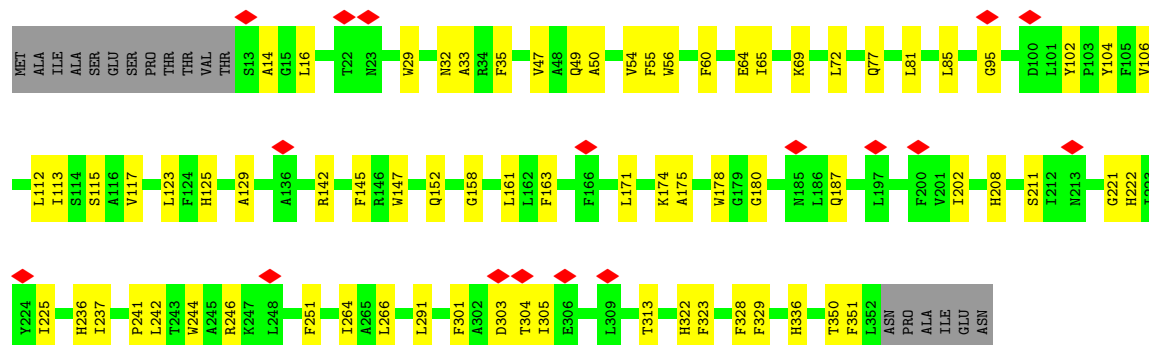 MET ALA ILE ALA SER GLU SER PRO THR THR VAL THR S13 A14 G15 L16 T22 N23 W29 N32 A33 R34 F35 V47 A48 Q49 A50 V54 F55 W56 F60 E64 I65 K69 L72 Q77 L81 L85 G95 D100 L101 Y102 P103 Y104 F105 V106
L112 I113 S114 S115 A116 V117 L123 F124 H125 A129 A136 R142 F145 R146 W147 Q152 G158 L161 L162 F163 F166 L171 K174 A175 W178 G179 G180 N185 L186 Q187 L197 F200 V201 I202 H208 S211 I212 N213 G221 H222
Y224 I225 H236 I237 P241 L242 T243 W244 A245 R246 K247 L248 F251 I264 A265 L266 L291 F301 A302 D303 T304 I305 E306 L309 T313 H322 F323 F328 F329 H336 T350 F351 L352 ASN PRO ALA ILE GLU ASN